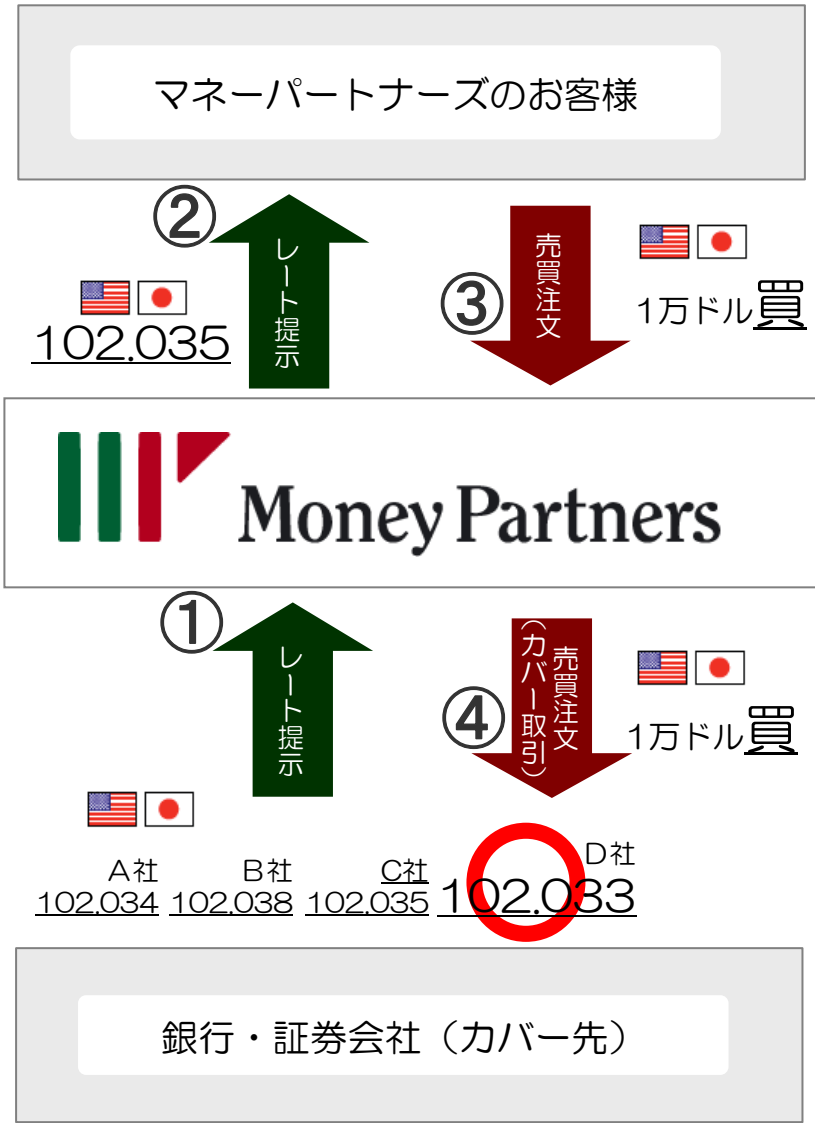 マネーパートナーズのお客様
②
レート提示
102.035
③
売買注文
1万ドル買
Money Partners
①
レート提示
④
売買注文
(カバー取引)
1万ドル買
A社 B社 C社 D社
102.034 102.038 102.035 102.033
銀行・証券会社（カバー先）